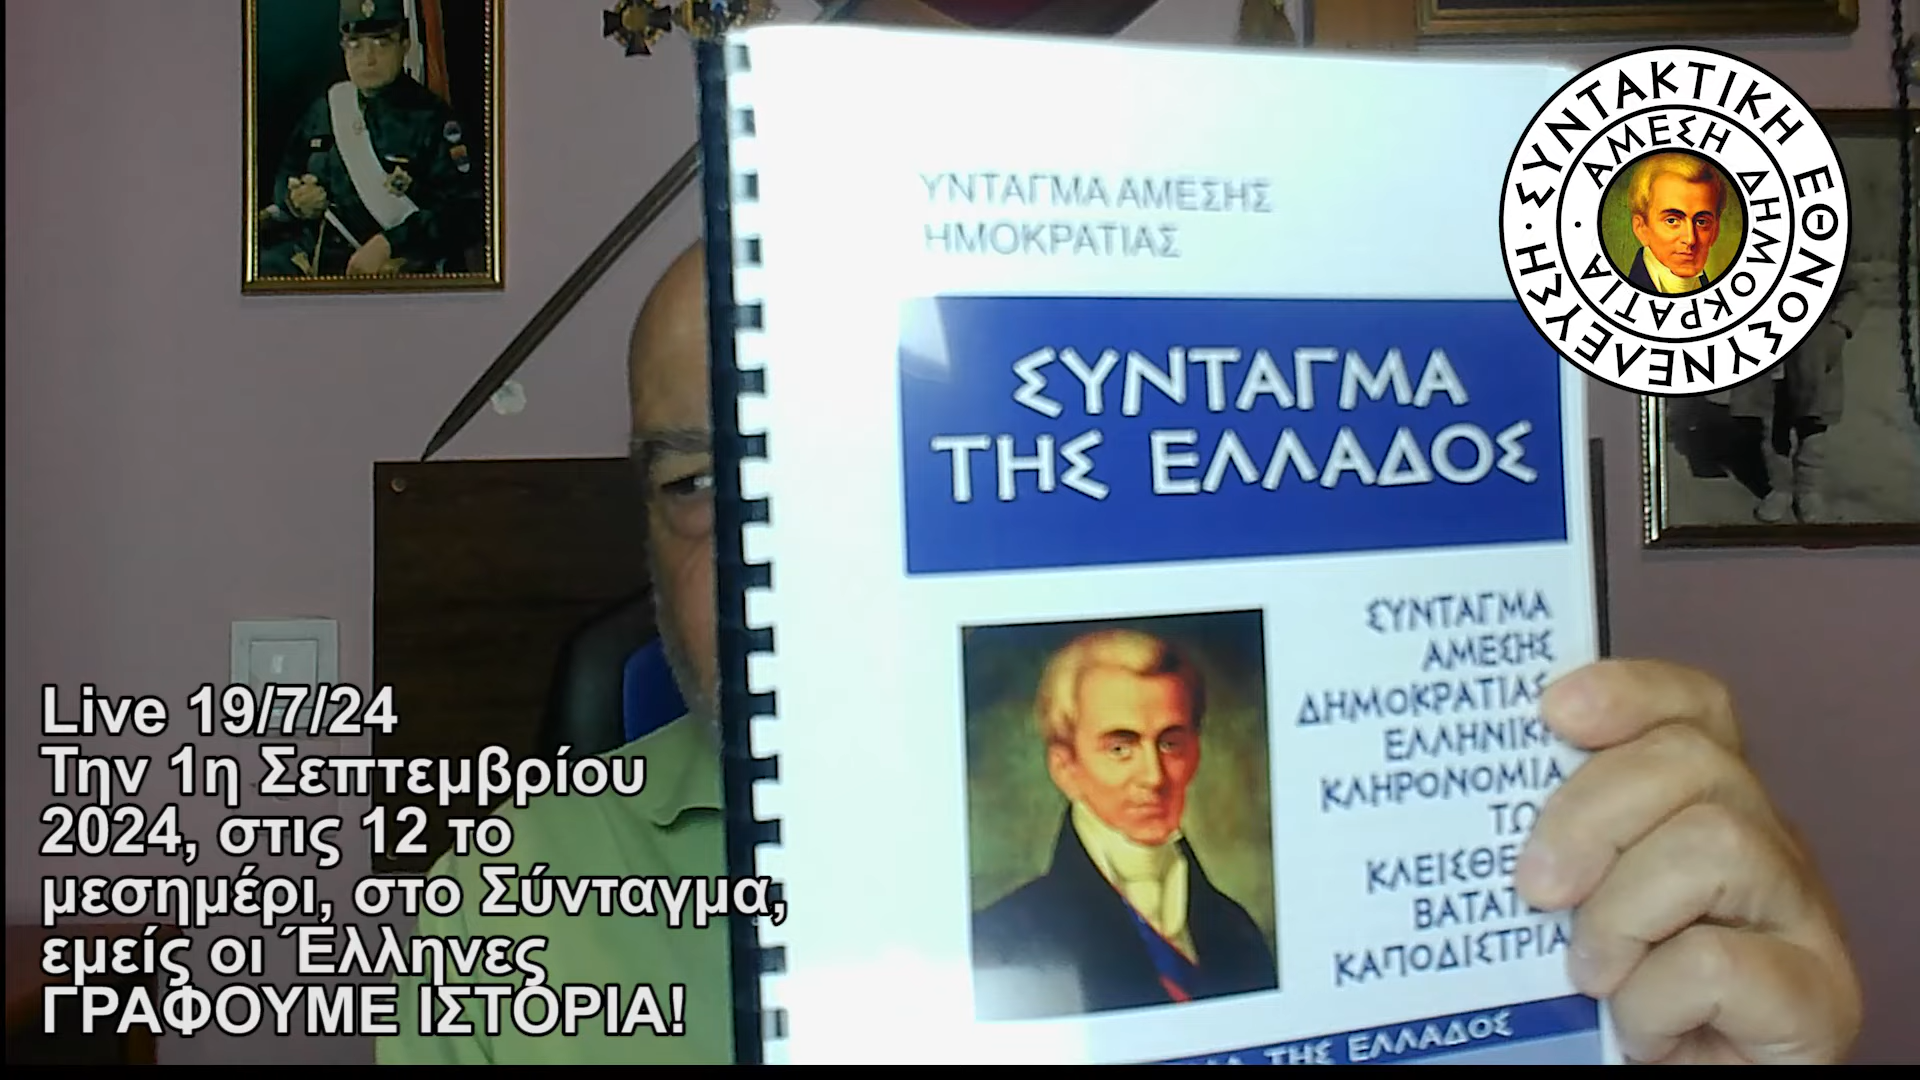 ΥΝΤΑΓΜΑ ΑΜΕΣΗΣ
ΗΜΟΚΡΑΤΙΑΣ
ΣΥΝΤΑΓΜΑ
ΤΗΣ ΕΛΛΑΔΟΣ
ΣΥΝΤΑΓΜΑ
ΑΜΕΣΗΣ
ΔΗΜΟΚΡΑΤΙΑΣ
ΕΛΛΗΝΙΚΗ
ΚΛΗΡΟΝΟΜΙΑ
ΚΑΠΟΔΙΣΤΡΙΑ
ΤΗΣ ΕΛΛΑΔΟΣ
ΣΥΝΤΑΚΤΙΚΗ ΕΘΝΟΣΥΝΕΛΕΥΣΗ
ΑΜΕΣΗ ΔΗΜΟΚΡΑΤΙΑ
Live 19/7/24
Την 1η Σεπτεμβρίου
2024, στις 12 το
μεσημέρι, στο Σύνταγμα,
εμείς οι Έλληνες
ΓΡΑΦΟΥΜΕ ΙΣΤΟΡΙΑ!